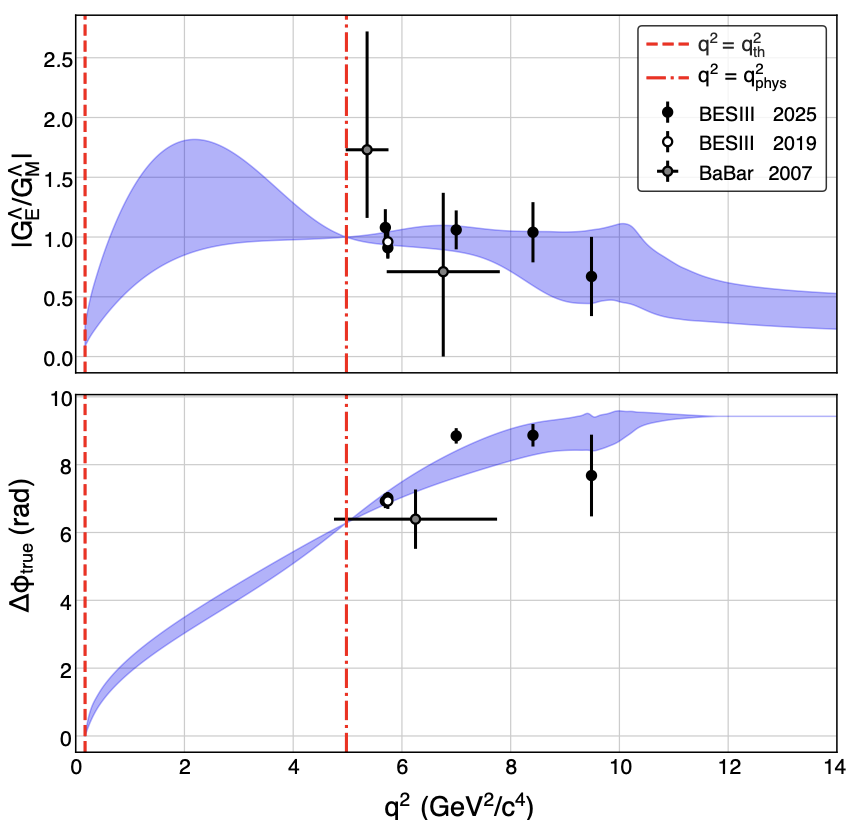 |G_E^Λ/G_M^Λ|
2.5
2.0
1.5
1.0
0.5
0.0
q² = q²_th
q² = q²_phys
BESIII 2025
BESIII 2019
BaBar 2007
Δϕ_true (rad)
10
8
6
4
2
0
0 2 4 6 8 10 12 14
q² (GeV²/c⁴)